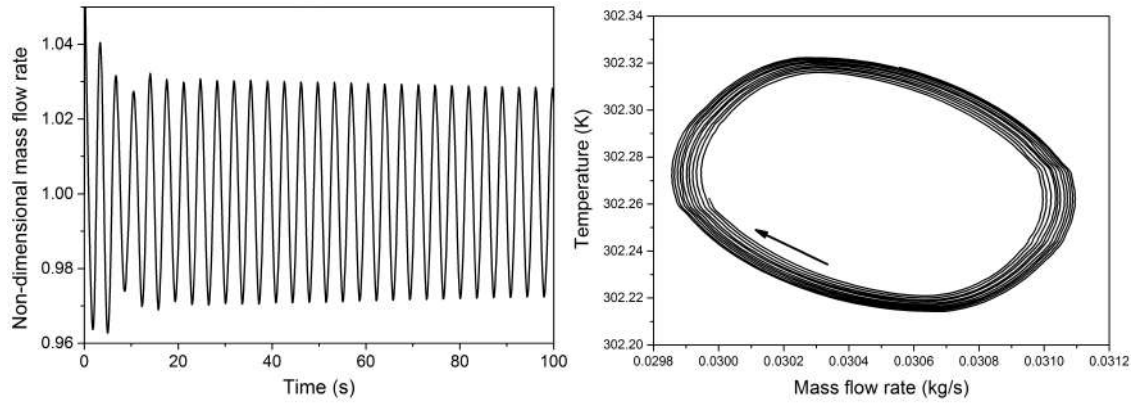 1.04
1.02
1.00
0.98
0.96
Non-dimensional mass flow rate
0 20 40 60 80 100
Time (s)
302.34
302.32
302.30
302.28
302.26
302.24
302.22
302.20
Temperature (K)
0.0298 0.0300 0.0302 0.0304 0.0306 0.0308 0.0310 0.0312
Mass flow rate (kg/s)